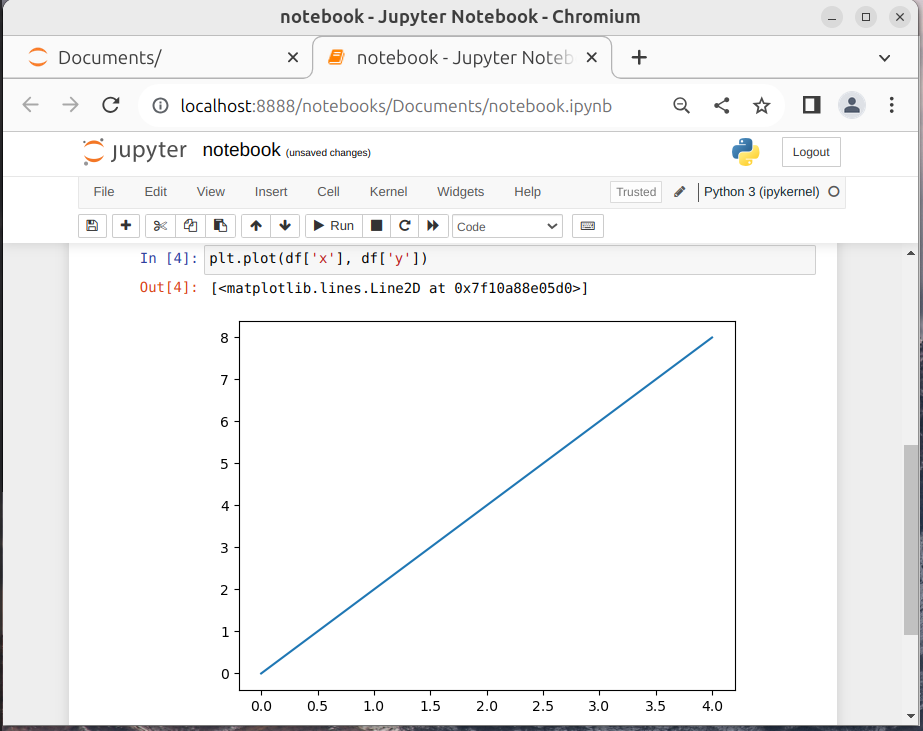 notebook - Jupyter Notebook - Chromium
Documents/
notebook - Jupyter Noteb
localhost:8888/notebooks/Documents/notebook.ipynb
jupyter notebook (unsaved changes)
Logout
File Edit View Insert Cell Kernel Widgets Help Trusted Python 3 (ipykernel)
Run Code
In [4]: plt.plot(df['x'], df['y'])
Out[4]: [<matplotlib.lines.Line2D at 0x7f10a88e05d0>]
8
7
6
5
4
3
2
1
0
0.0 0.5 1.0 1.5 2.0 2.5 3.0 3.5 4.0